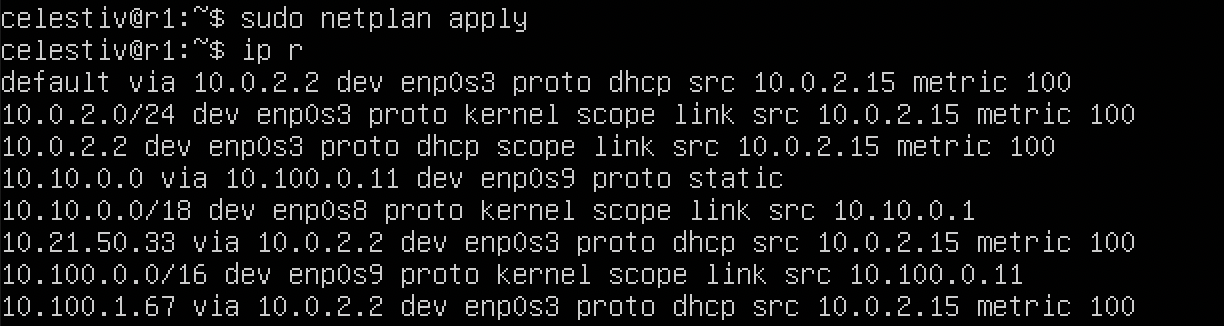 celestiv@r1:~$ sudo netplan apply
celestiv@r1:~$ ip r
default via 10.0.2.2 dev enp0s3 proto dhcp src 10.0.2.15 metric 100
10.0.2.0/24 dev enp0s3 proto kernel scope link src 10.0.2.15 metric 100
10.0.2.2 dev enp0s3 proto dhcp scope link src 10.0.2.15 metric 100
10.10.0.0 via 10.100.0.11 dev enp0s9 proto static
10.10.0.0/18 dev enp0s8 proto kernel scope link src 10.10.0.1
10.21.50.33 via 10.0.2.2 dev enp0s3 proto dhcp src 10.0.2.15 metric 100
10.100.0.0/16 dev enp0s9 proto kernel scope link src 10.100.0.11
10.100.1.67 via 10.0.2.2 dev enp0s3 proto dhcp src 10.0.2.15 metric 100